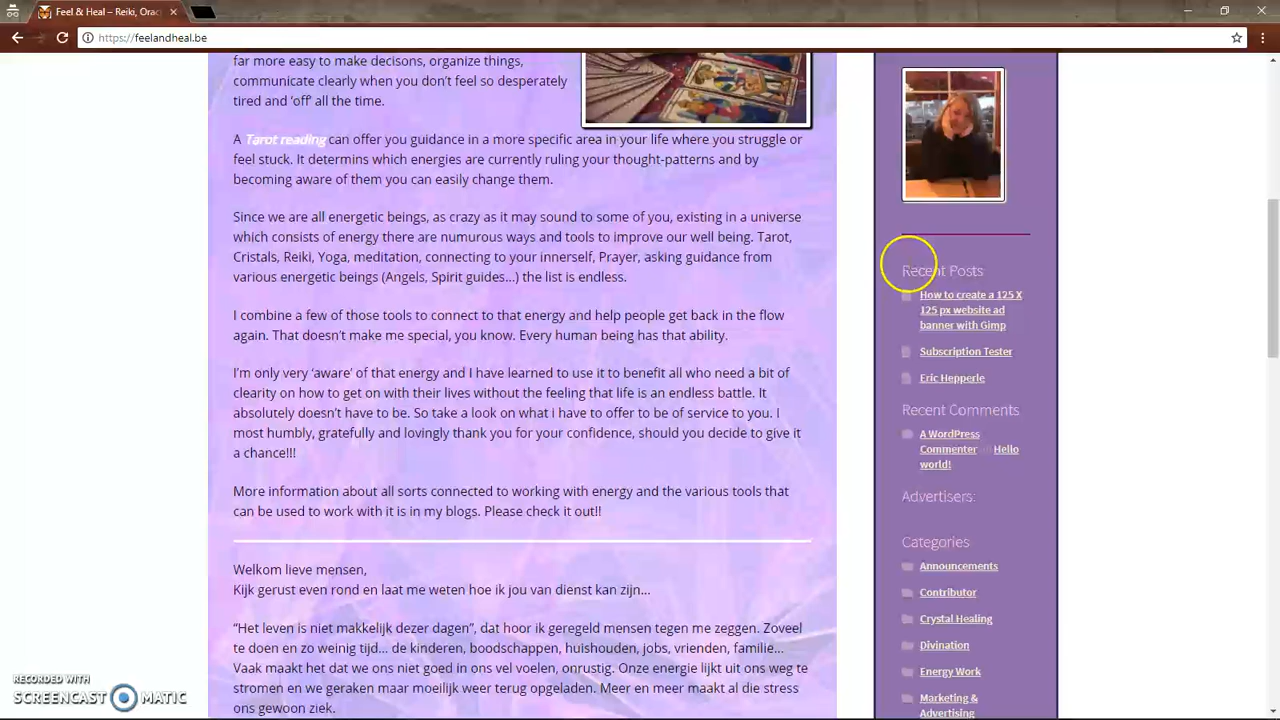 Feel & Heal – Reiki, Orac
https://feelandheal.be
far more easy to make decisons, organize things,
communicate clearly when you don't feel so desperately
tired and 'off' all the time.
A Tarot reading can offer you guidance in a more specific area in your life where you struggle or
feel stuck. It determins which energies are currently ruling your thought-patterns and by
becoming aware of them you can easily change them.
Since we are all energetic beings, as crazy as it may sound to some of you, existing in a universe
which consists of energy there are numurous ways and tools to improve our well being. Tarot,
Cristals, Reiki, Yoga, meditation, connecting to your innerself, Prayer, asking guidance from
various energetic beings (Angels, Spirit guides...) the list is endless.
I combine a few of those tools to connect to that energy and help people get back in the flow
again. That doesn't make me special, you know. Every human being has that ability.
I'm only very 'aware' of that energy and I have learned to use it to benefit all who need a bit of
clearity on how to get on with their lives without the feeling that life is an endless battle. It
absolutely doesn't have to be. So take a look on what i have to offer to be of service to you. I
most humbly, gratefully and lovingly thank you for your confidence, should you decide to give it
a chance!!!
More information about all sorts connected to working with energy and the various tools that
can be used to work with it is in my blogs. Please check it out!!
Welkom lieve mensen,
Kijk gerust even rond en laat me weten hoe ik jou van dienst kan zijn...
"Het leven is niet makkelijk dezer dagen", dat hoor ik geregeld mensen tegen me zeggen. Zoveel
te doen en zo weinig tijd... de kinderen, boodschappen, huishouden, jobs, vrienden, familie...
Vaak maakt het dat we ons niet goed in ons vel voelen, onrustig. Onze energie lijkt uit ons weg te
stromen en we geraken maar moeilijk weer terug opgeladen. Meer en meer maakt al die stress
ons gewoon ziek.
Recent Posts
How to create a 125 X
125 px website ad
banner with Gimp
Subscription Tester
Eric Hepperle
Recent Comments
A WordPress
Commenter on Hello
world!
Advertisers:
Categories
Announcements
Contributor
Crystal Healing
Divination
Energy Work
Marketing &
Advertising
RECORDED WITH
SCREENCAST MATIC